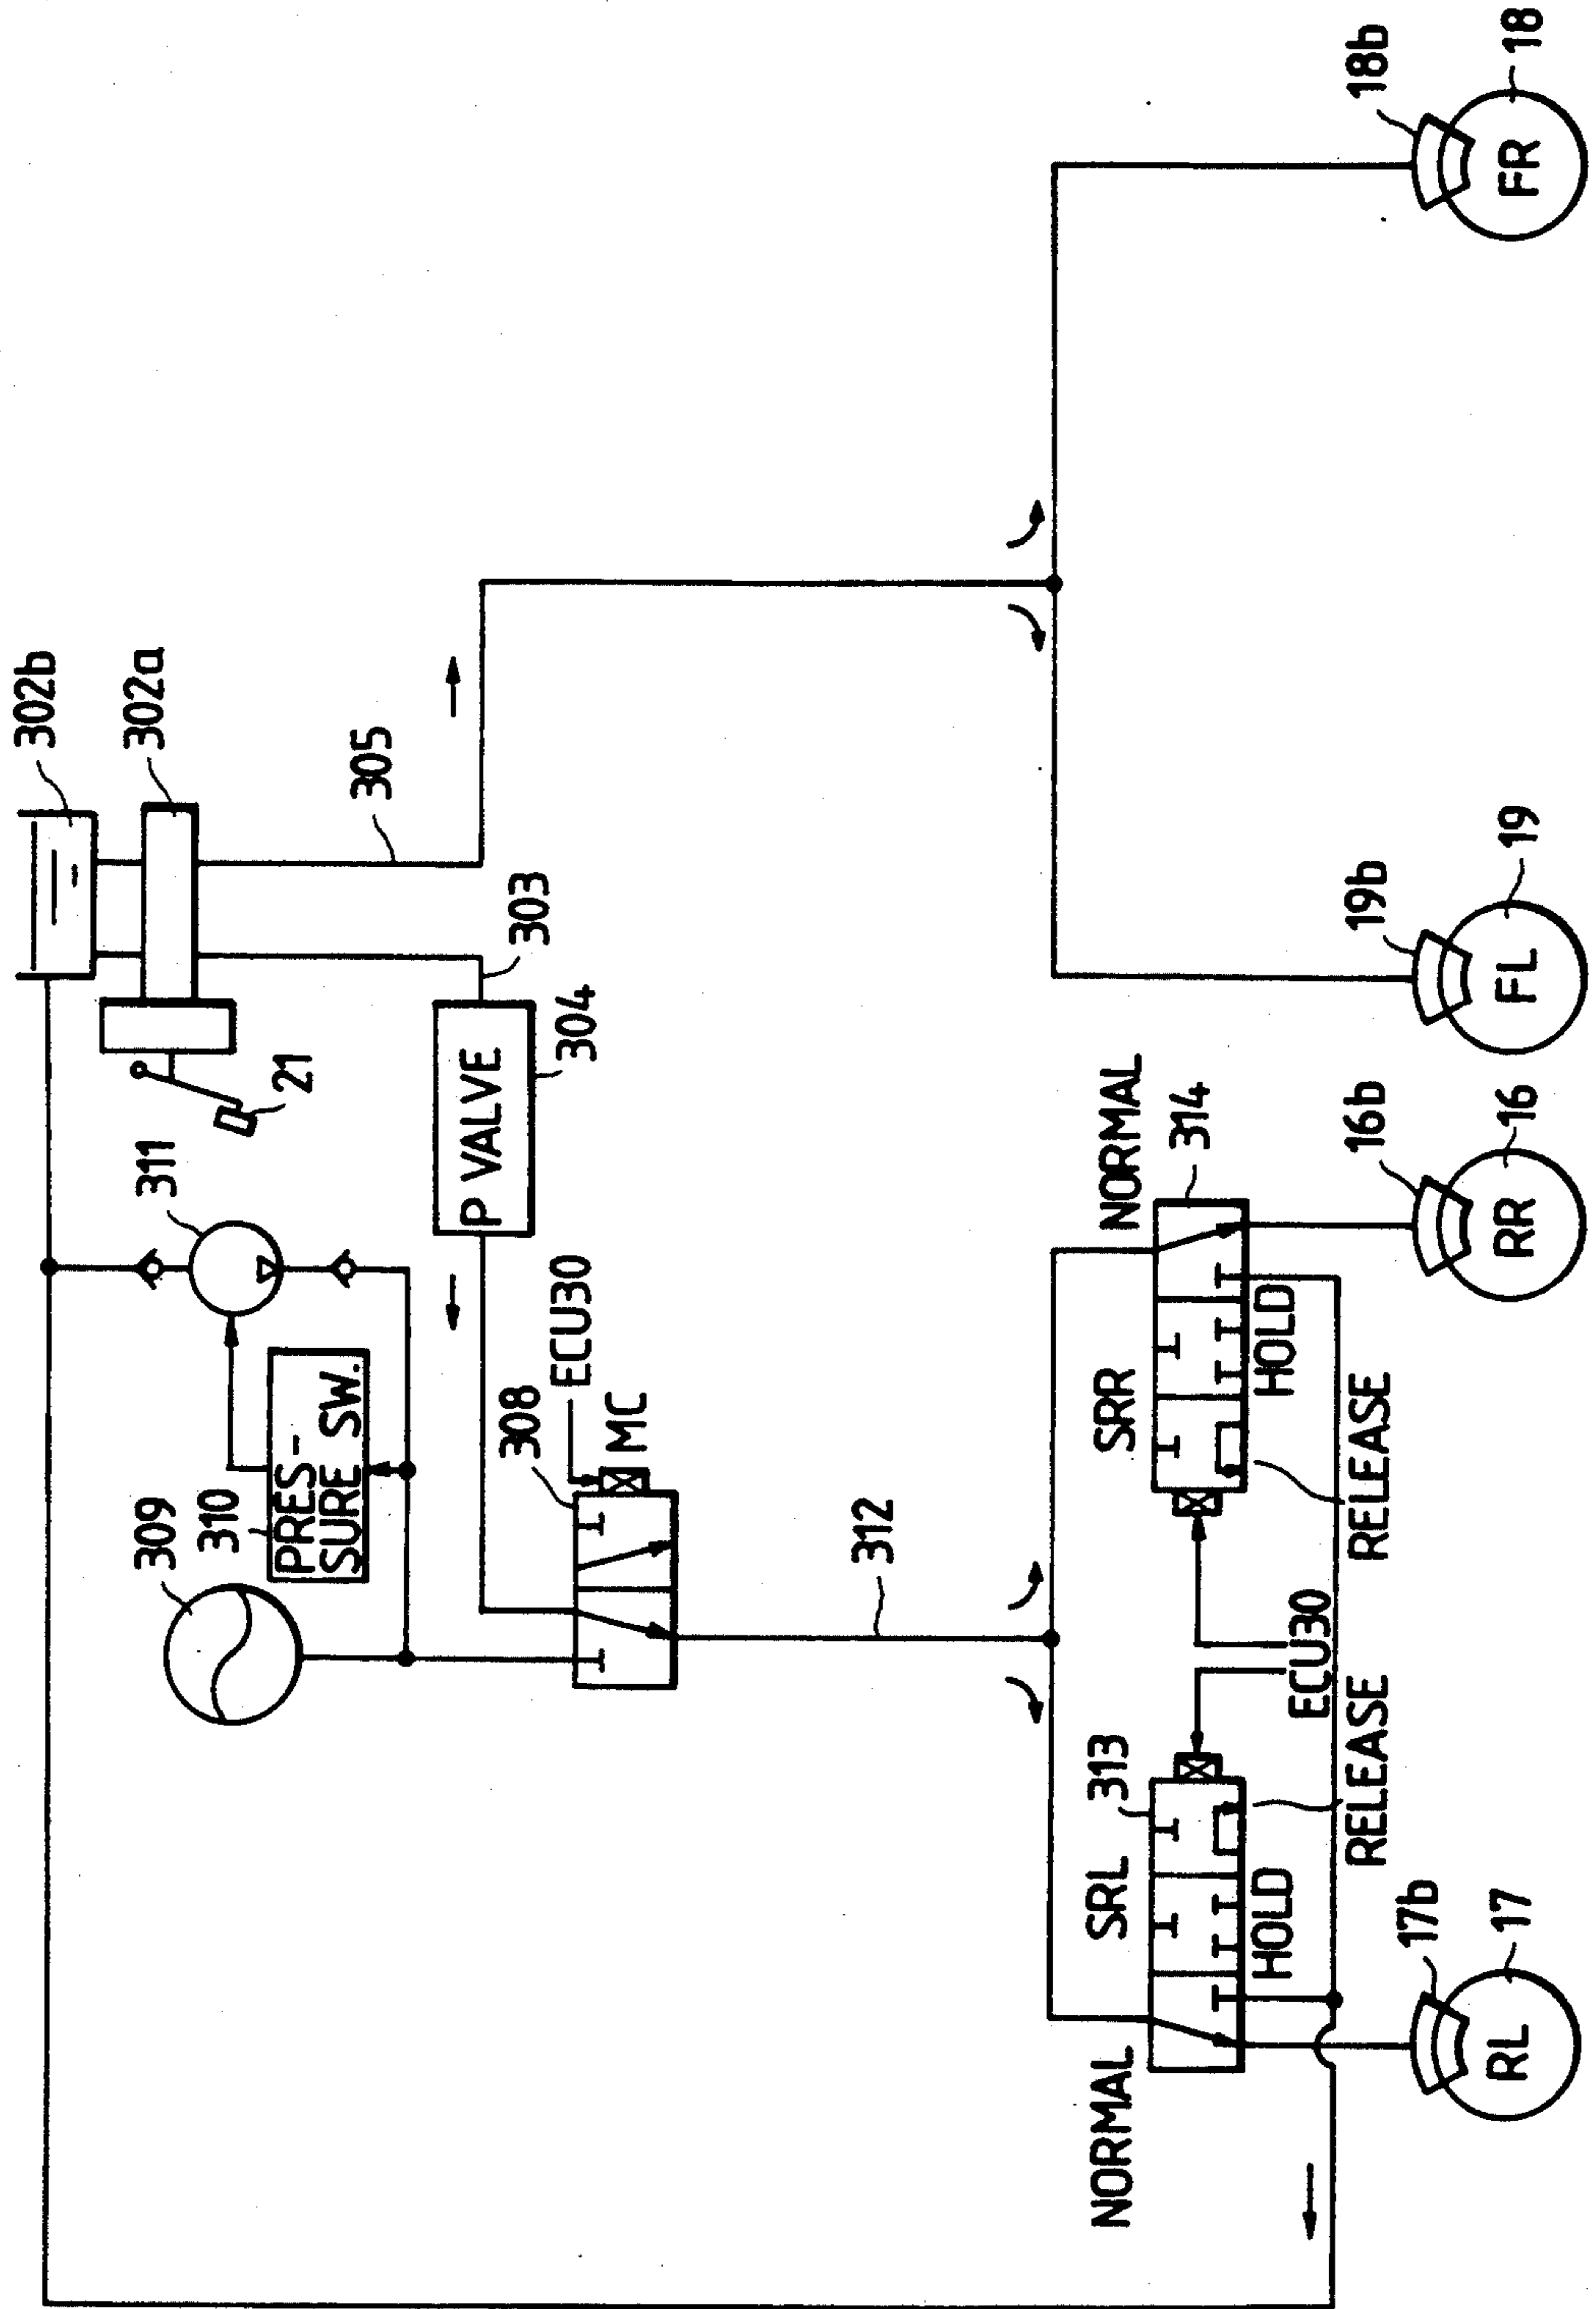 302b
302a
305
303
21
311
P VALVE
304
309
310
PRES-
SURE SW.
308
ECU30
MC
312
NORMAL
SRL
313
HOLD
RELEASE
ECU30
SRR
NORMAL
314
HOLD
RELEASE
17b
RL
17
16b
RR
16
19b
FL
19
18b
FR
18